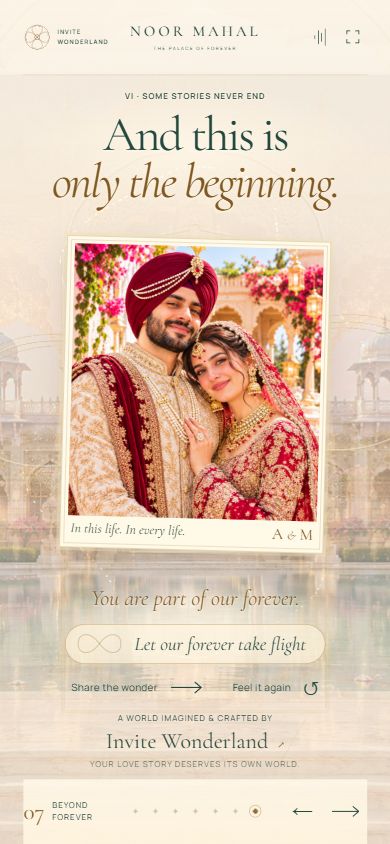 INVITE
WONDERLAND
NOOR MAHAL
THE PALACE OF FOREVER
VI · SOME STORIES NEVER END
And this is
only the beginning.
In this life. In every life.
A & M
You are part of our forever.
Let our forever take flight
Share the wonder
Feel it again
A WORLD IMAGINED & CRAFTED BY
Invite Wonderland ↗
YOUR LOVE STORY DESERVES ITS OWN WORLD.
07
BEYOND
FOREVER